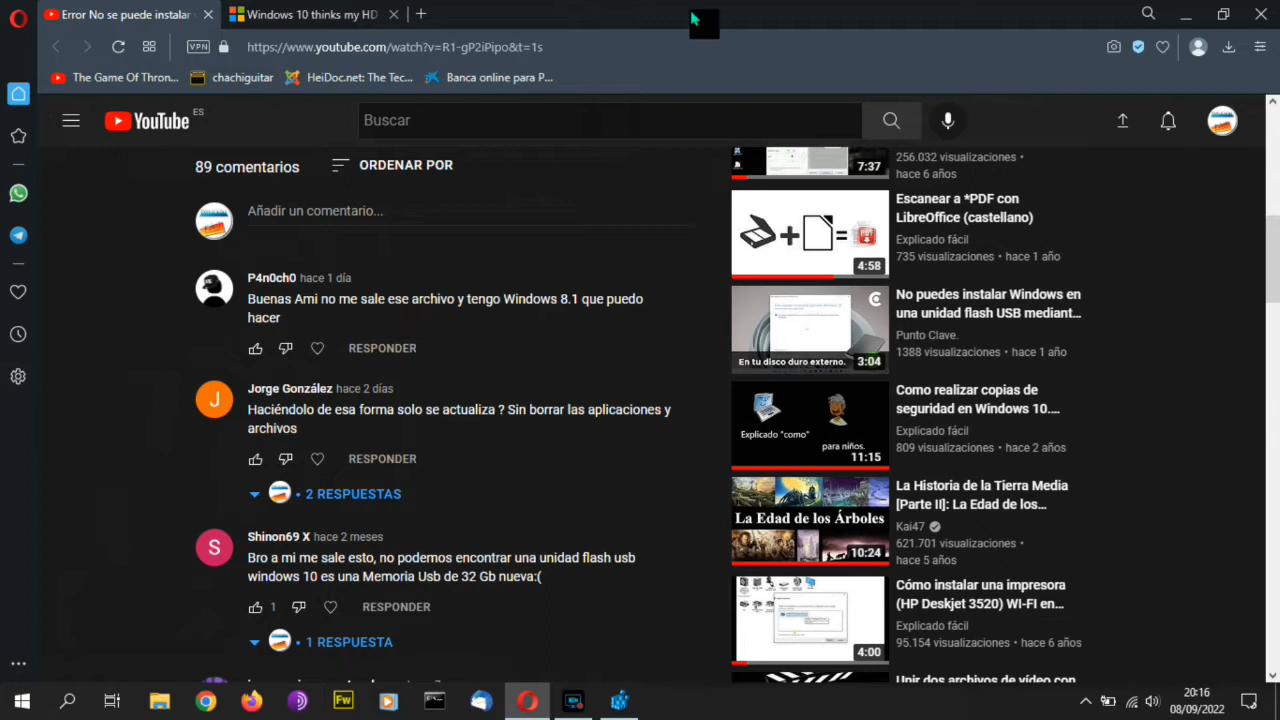 Error No se puede instalar
Windows 10 thinks my HD
VPN
https://www.youtube.com/watch?v=R1-gP2iPipo&t=1s
The Game Of Thron...
chachiguitar
HeiDoc.net: The Tec...
Banca online para P...
YouTube
ES
Buscar
89 comentarios
ORDENAR POR
Añadir un comentario...
P4n0ch0 hace 1 día
Buenas Ami no me sale ese archivo y tengo Windows 8.1 que puedo
hacer
RESPONDER
Jorge González hace 2 días
Haciéndolo de esa forma solo se actualiza ? Sin borrar las aplicaciones y
archivos
RESPONDER
• 2 RESPUESTAS
S
Shinon69 X hace 2 meses
Bro a mi me sale esto, no podemos encontrar una unidad flash usb
windows 10 es una Memoria Usb de 32 Gb nueva:(
1
RESPONDER
• 1 RESPUESTA
7:37
256.032 visualizaciones •
hace 6 años
4:58
Escanear a *PDF con
LibreOffice (castellano)
Explicado fácil
735 visualizaciones • hace 1 año
En tu disco duro externo.
3:04
No puedes instalar Windows en
una unidad flash USB mediant...
Punto Clave.
1388 visualizaciones • hace 1 año
Explicado "como"
para niños.
11:15
Como realizar copias de
seguridad en Windows 10....
Explicado fácil
809 visualizaciones • hace 2 años
La Edad de los Árboles
10:24
La Historia de la Tierra Media
[Parte II]: La Edad de los...
Kai47
621.701 visualizaciones •
hace 5 años
4:00
Cómo instalar una impresora
(HP Deskjet 3520) WI-FI en...
Explicado fácil
95.154 visualizaciones • hace 6 años
Unir dos archivos de vídeo con
Fw
20:16
08/09/2022